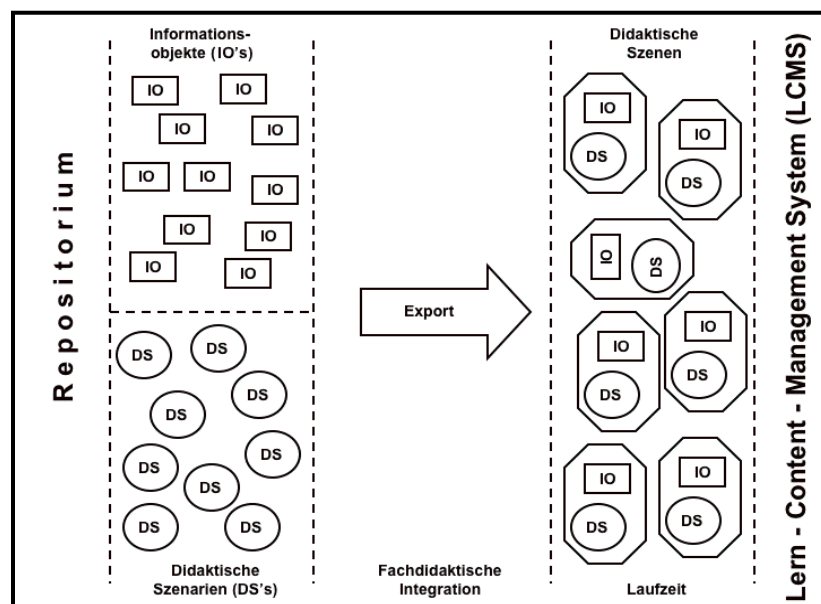 Repositorium
Informations-
objekte (IO's)
IO
IO
IO
IO
IO
IO
IO
IO
IO
IO
IO
DS
DS
DS
DS
DS
DS
DS
DS
DS
Didaktische
Szenarien (DS's)
Export
Fachdidaktische
Integration
Didaktische
Szenen
IO
DS
IO
DS
IO
DS
IO
DS
IO
DS
IO
DS
IO
DS
Laufzeit
Lern - Content - Management System (LCMS)